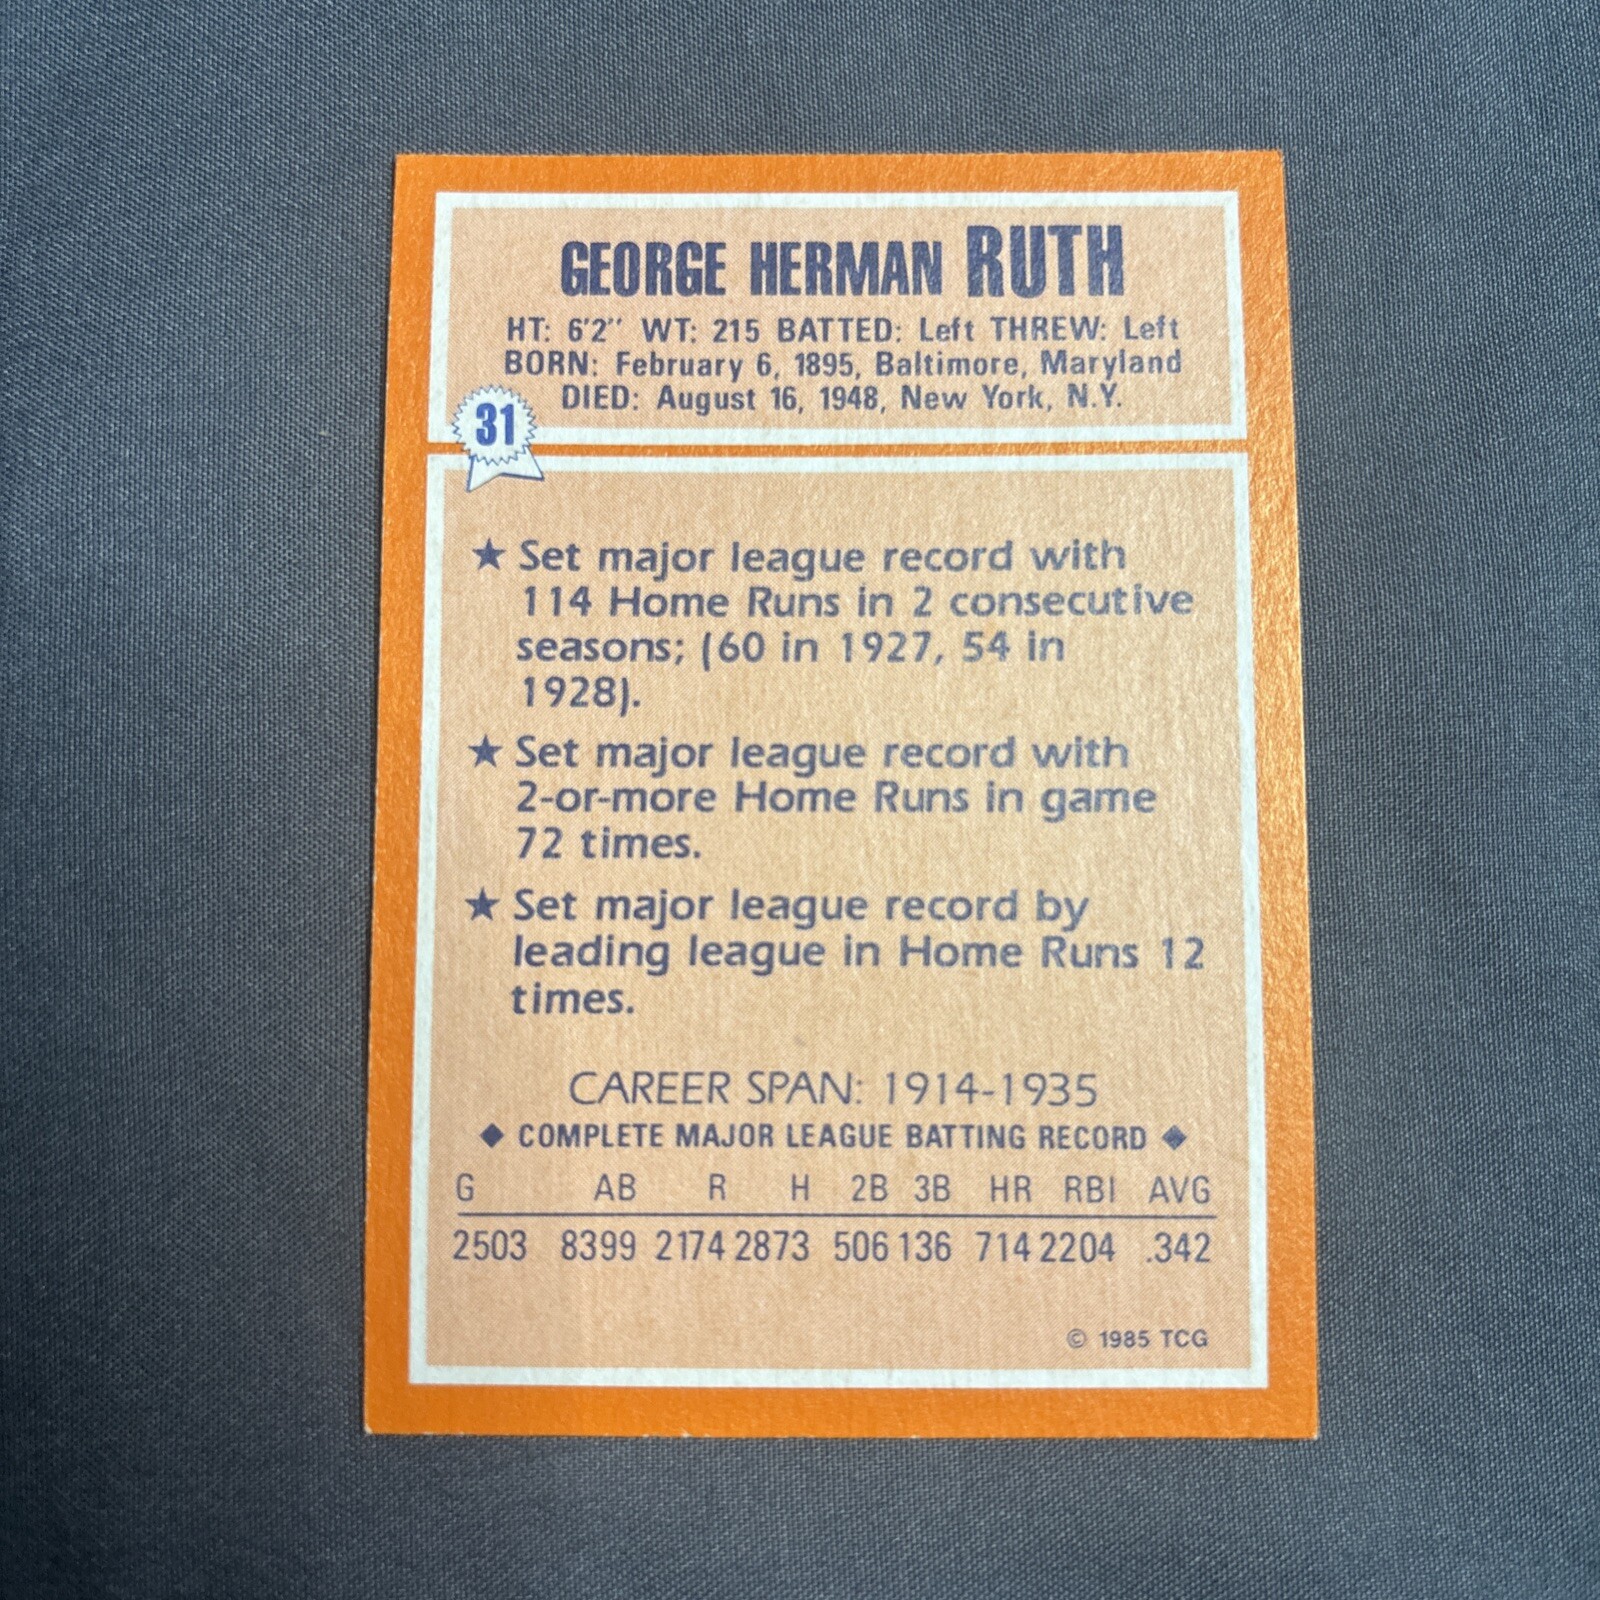 GEORGE HERMAN RUTH
HT: 6'2" WT: 215 BATTED: Left THREW: Left
BORN: February 6, 1895, Baltimore, Maryland
DIED: August 16, 1948, New York, N.Y.
31
★ Set major league record with
114 Home Runs in 2 consecutive
seasons; (60 in 1927, 54 in
1928).
★ Set major league record with
2-or-more Home Runs in game
72 times.
★ Set major league record by
leading league in Home Runs 12
times.
CAREER SPAN: 1914-1935
◆ COMPLETE MAJOR LEAGUE BATTING RECORD ◆
G AB R H 2B 3B HR RBI AVG
2503 8399 2174 2873 506 136 714 2204 .342
© 1985 TCG